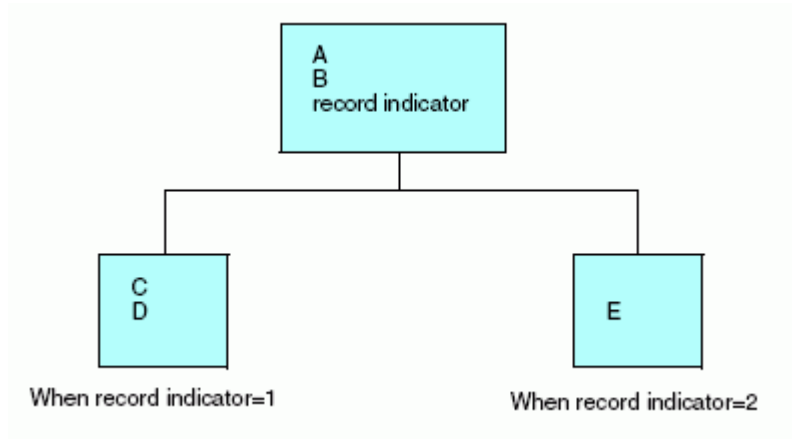 A
B
record indicator
C
D
E
When record indicator=1
When record indicator=2